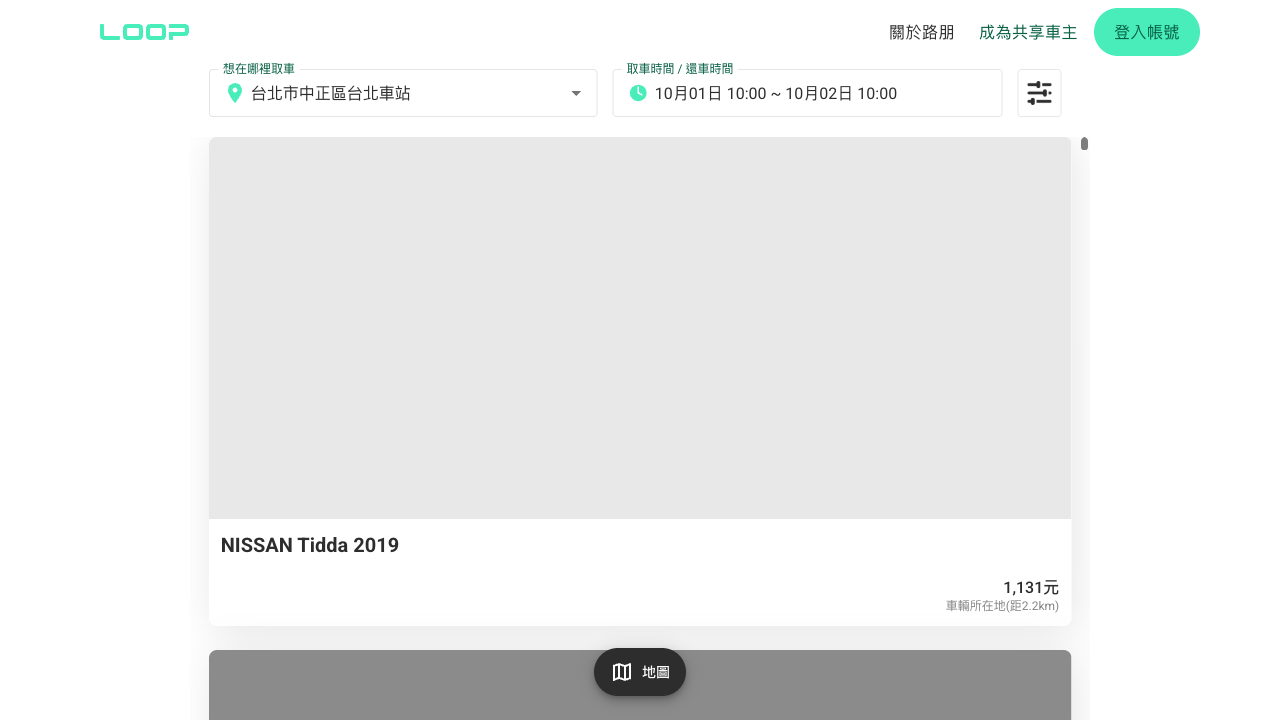 LOOP
關於路朋
成為共享車主
登入帳號
想在哪裡取車
台北市中正區台北車站
取車時間 / 還車時間
10月01日 10:00 ~ 10月02日 10:00
NISSAN Tidda 2019
1,131元
車輛所在地(距2.2km)
地圖